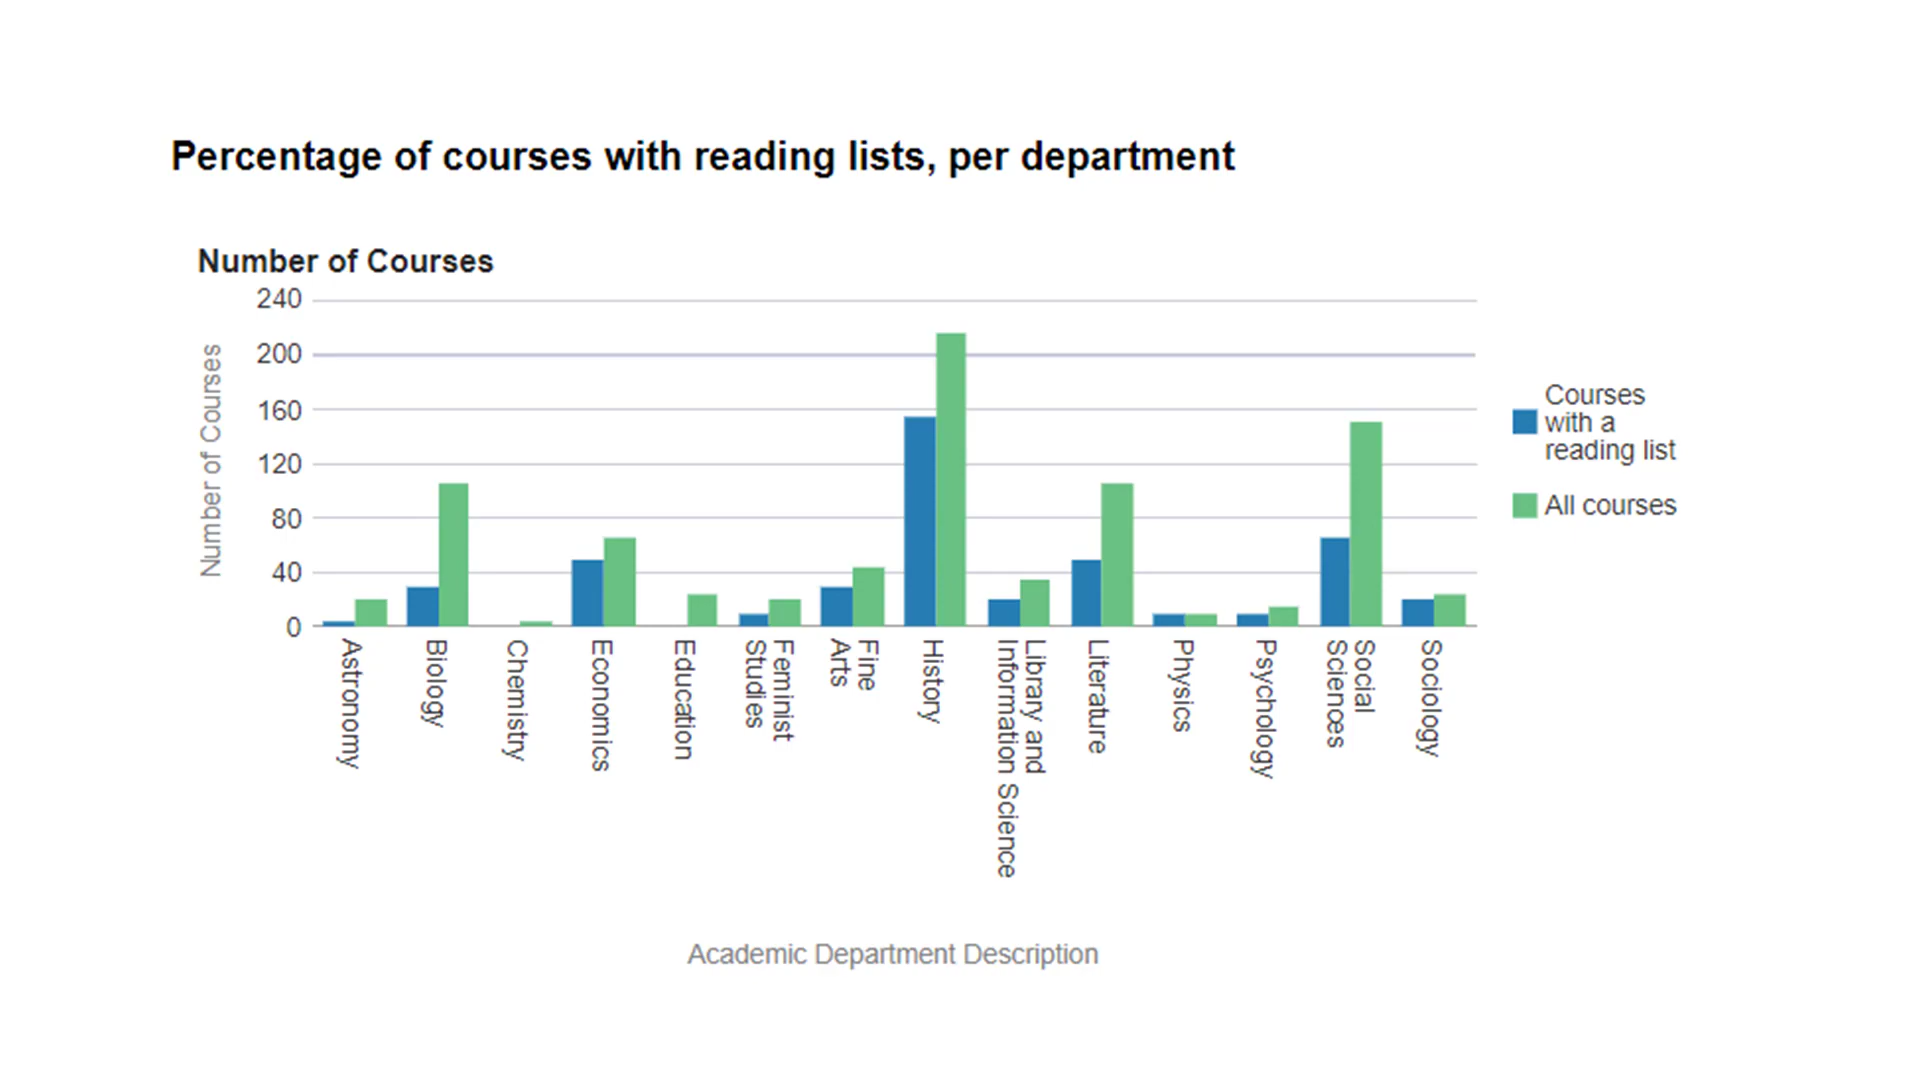 Percentage of courses with reading lists, per department
Number of Courses
Number of Courses
240
200
160
120
80
40
0
Astronomy
Biology
Chemistry
Economics
Education
Feminist
Studies
Fine
Arts
History
Library and
Information Science
Literature
Physics
Psychology
Social
Sciences
Sociology
Academic Department Description
Courses
with a
reading list
All courses